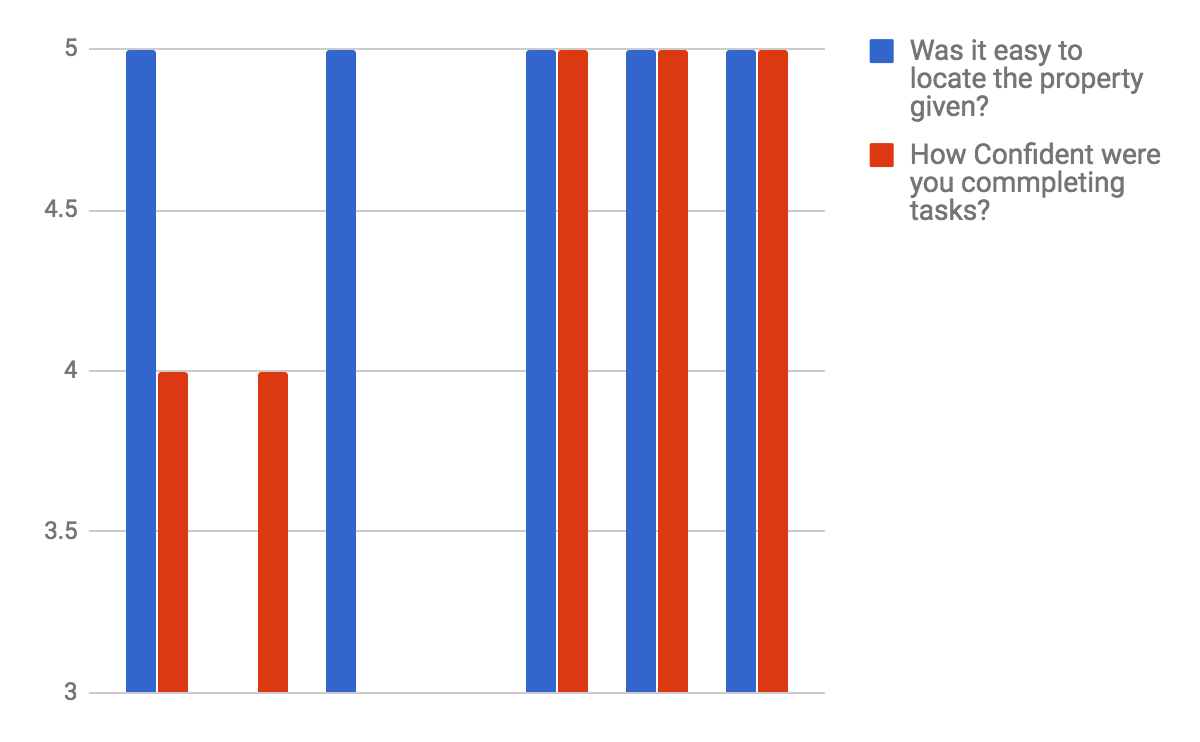 5
4.5
4
3.5
3
Was it easy to
locate the property
given?
How Confident were
you commpleting
tasks?